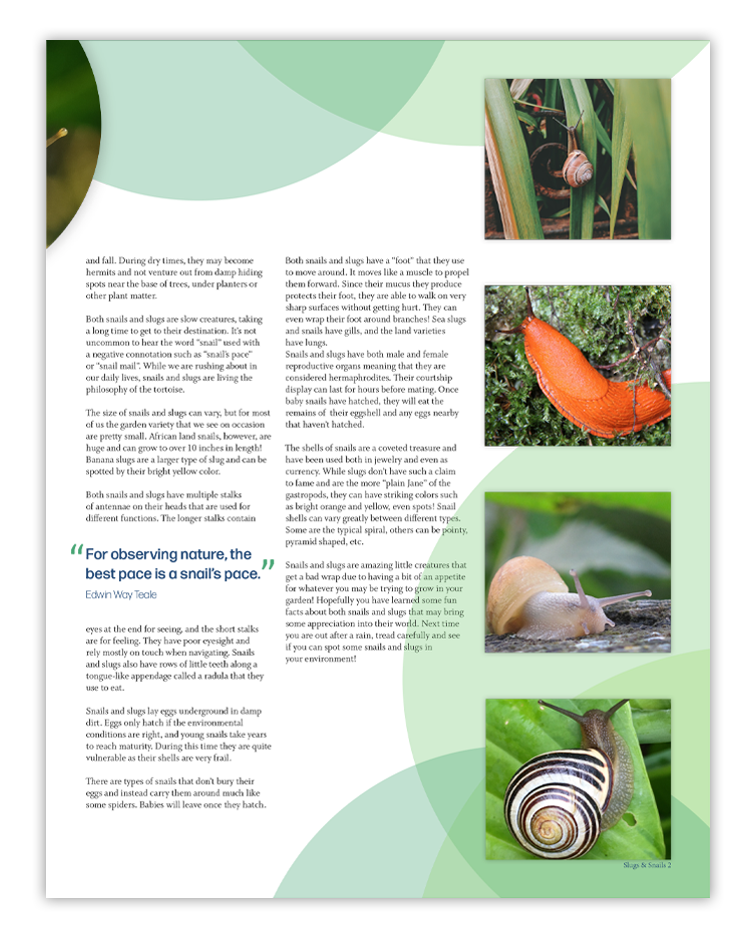 and fall. During dry times, they may become
hermits and not venture out from damp hiding
spots near the base of trees, under planters or
other plant matter.
Both snails and slugs are slow creatures, taking
a long time to get to their destination. It's not
uncommon to hear the word "snail" used with
a negative connotation such as "snail's pace"
or "snail mail". While we are rushing about in
our daily lives, snails and slugs are living the
philosophy of the tortoise.
The size of snails and slugs can vary, but for most
of us the garden variety that we see on occasion
are pretty small. African land snails, however, are
huge and can grow to over 10 inches in length!
Banana slugs are a larger type of slug and can be
spotted by their bright yellow color.
Both snails and slugs have multiple stalks
of antennae on their heads that are used for
different functions. The longer stalks contain
“For observing nature, the
best pace is a snail's pace.”
Edwin Way Teale
eyes at the end for seeing, and the short stalks
are for feeling. They have poor eyesight and
rely mostly on touch when navigating. Snails
and slugs also have rows of little teeth along a
tongue-like appendage called a radola that they
use to eat.
Snails and slugs lay eggs underground in damp
dirt. Eggs only hatch if the environmental
conditions are right, and young snails take years
to reach maturity. During this time they are quite
vulnerable as their shells are very frail.
There are types of snails that don't bury their
eggs and instead carry them around much like
some spiders. Babies will leave once they hatch.
Both snails and slugs have a "foot" that they use
to move around. It moves like a muscle to propel
them forward. Since their mucus they produce
protects their foot, they are able to walk on very
sharp surfaces without getting hurt. They can
even wrap their foot around branches! Sea slugs
and snails have gills, and the land varieties
have lungs.
Snails and slugs have both male and female
reproductive organs meaning that they are
considered hermaphrodites. Their courtship
display can last for hours before mating. Once
baby snails have hatched, they will eat the
remains of their eggshell and any eggs nearby
that haven't hatched.
The shells of snails are a coveted treasure and
have been used both in jewelry and even as
currency. While slugs don't have such a claim
to fame and are the more "plain Jane" of the
gastropods, they can have striking colors such
as bright orange and yellow, even spots! Snail
shells can vary greatly between different types.
Some are the typical spiral, others can be pointy,
pyramid shaped, etc.
Snails and slugs are amazing little creatures that
get a bad wrap due to having a bit of an appetite
for whatever you may be trying to grow in your
garden! Hopefully you have learned some fun
facts about both snails and slugs that may bring
some appreciation into their world. Next time
you are out after a rain, tread carefully and see
if you can spot some snails and slugs in
your environment!
Slugs & Snails 2